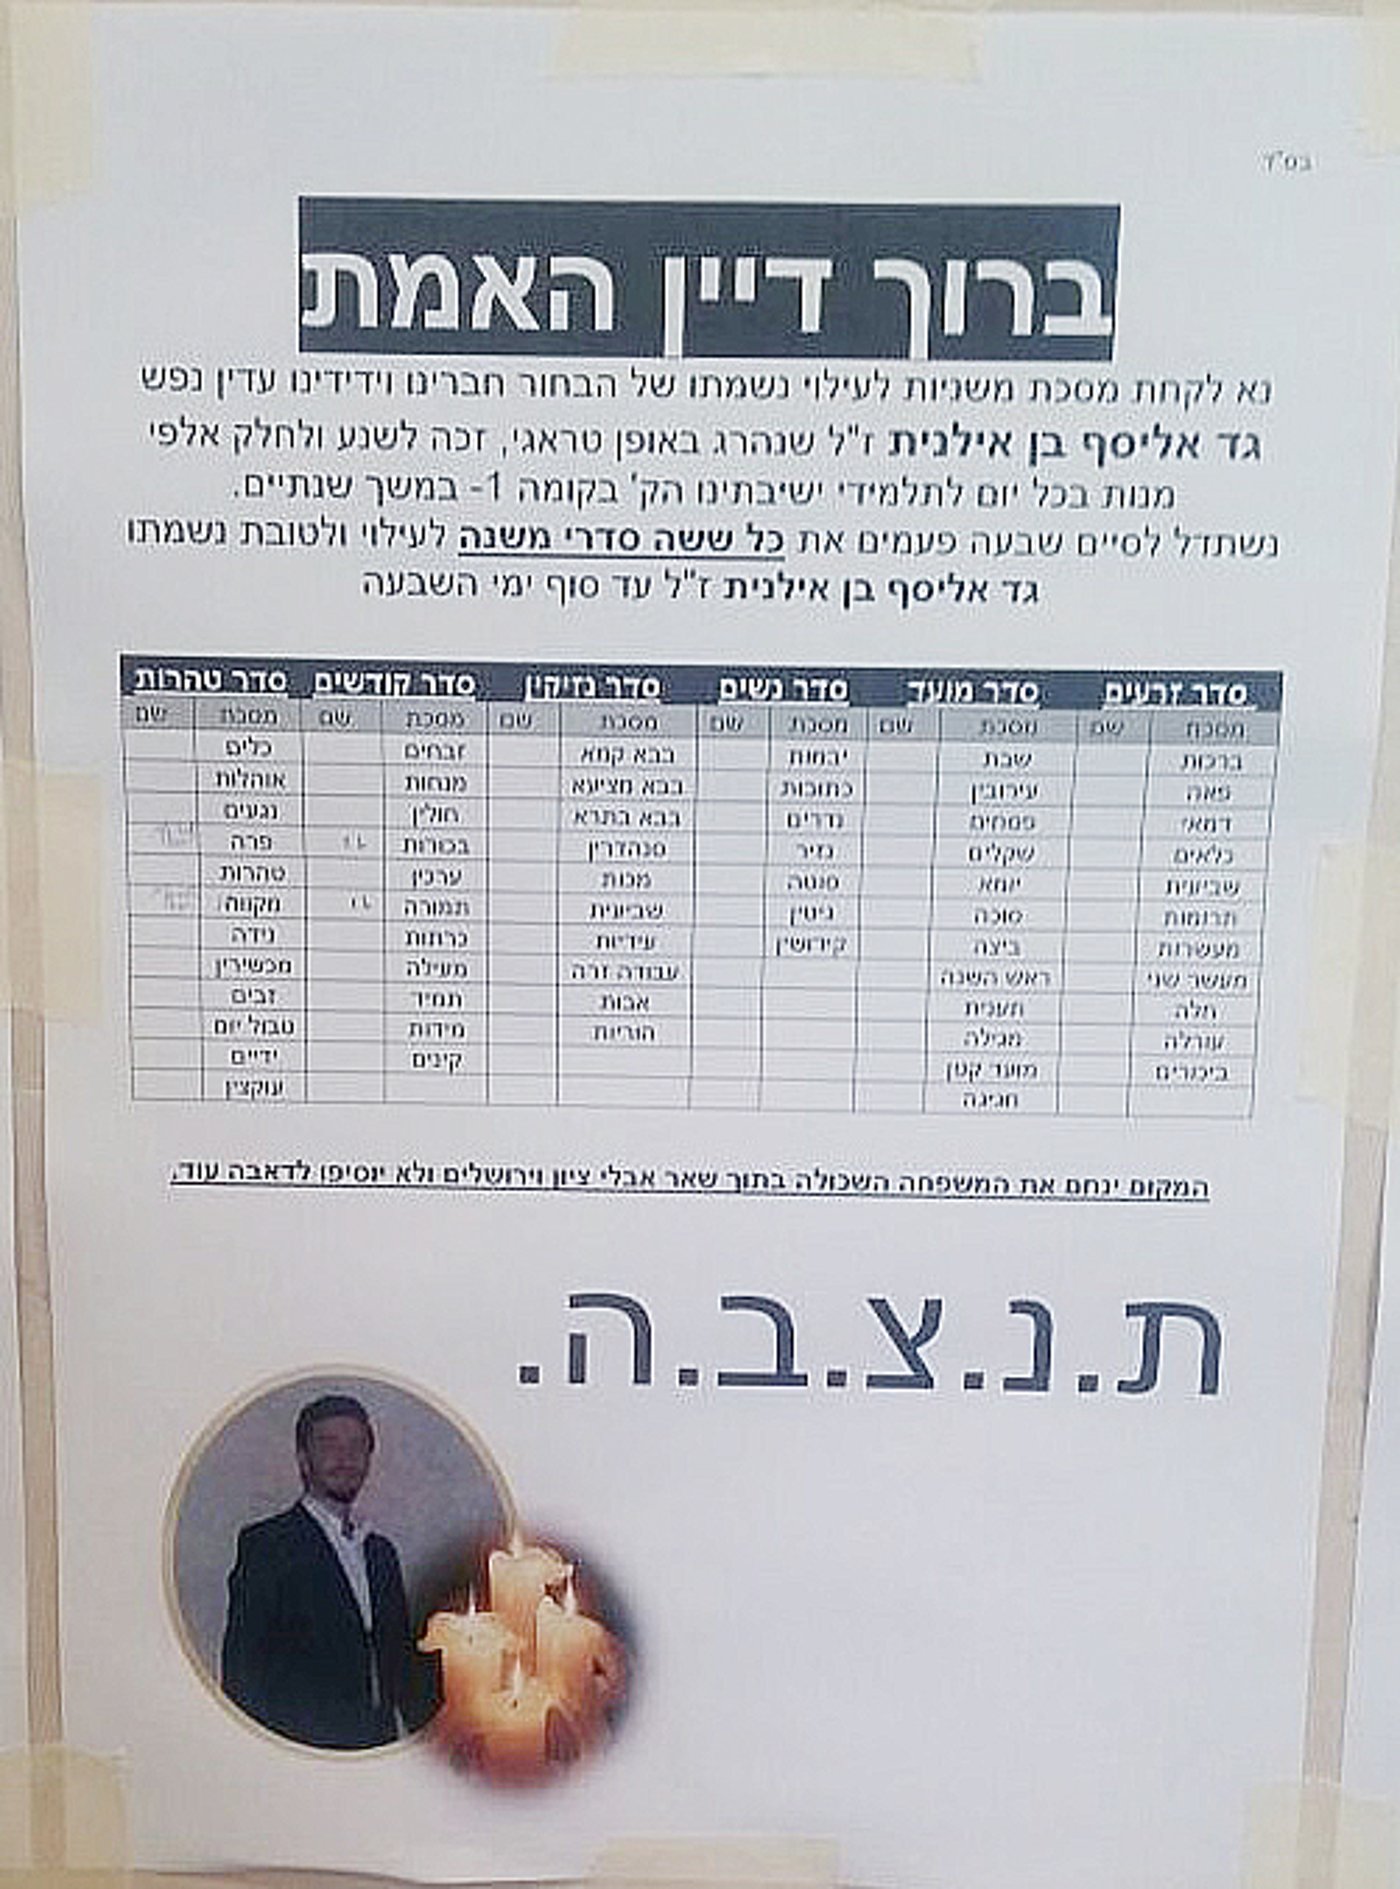 בס"ד
ברוך דיין האמת
נא לקחת מסכת משניות לעילוי נשמתו של הבחור חברינו וידידינו עדין נפש
גד אליסף בן אילנית ז"ל שנהרג באופן טראגי, זכה לשנע ולחלק אלפי
מנות בכל יום לתלמידי ישיבתינו הק' בקומה 1- במשך שנתיים.
נשתדל לסיים שבעה פעמים את כל ששה סדרי משנה לעילוי ולטובת נשמתו
גד אליסף בן אילנית ז"ל עד סוף ימי השבעה
סדר זרעים סדר מועד סדר נשים סדר נזיקין סדר קודשים סדר טהרות
מסכת שם מסכת שם מסכת שם מסכת שם מסכת שם מסכת שם
ברכות שבת יבמות בבא קמא זבחים כלים
פאה עירובין כתובות בבא מציעא מנחות אוהלות
דמאי פסחים נדרים בבא בתרא חולין נגעים
כלאים שקלים נזיר סנהדרין בכורות פרה
שביעית יומא סוטה מכות ערכין טהרות
תרומות סוכה גיטין שביעית תמורה מקוות
מעשרות ביצה קידושין עידיות כרתות נידה
מעשר שני ראש השנה עבודה זרה מעילה מכשירין
חלה תענית אבות תמיד זבים
עורלה מגילה הוריות מידות טבול יום
ביכורים מועד קטן קינים ידיים
חגיגה עוקצין
המקום ינחם את המשפחה השכולה בתוך שאר אבלי ציון וירושלים ולא יוסיפו לדאבה עוד.
ת.נ.צ.ב.ה.